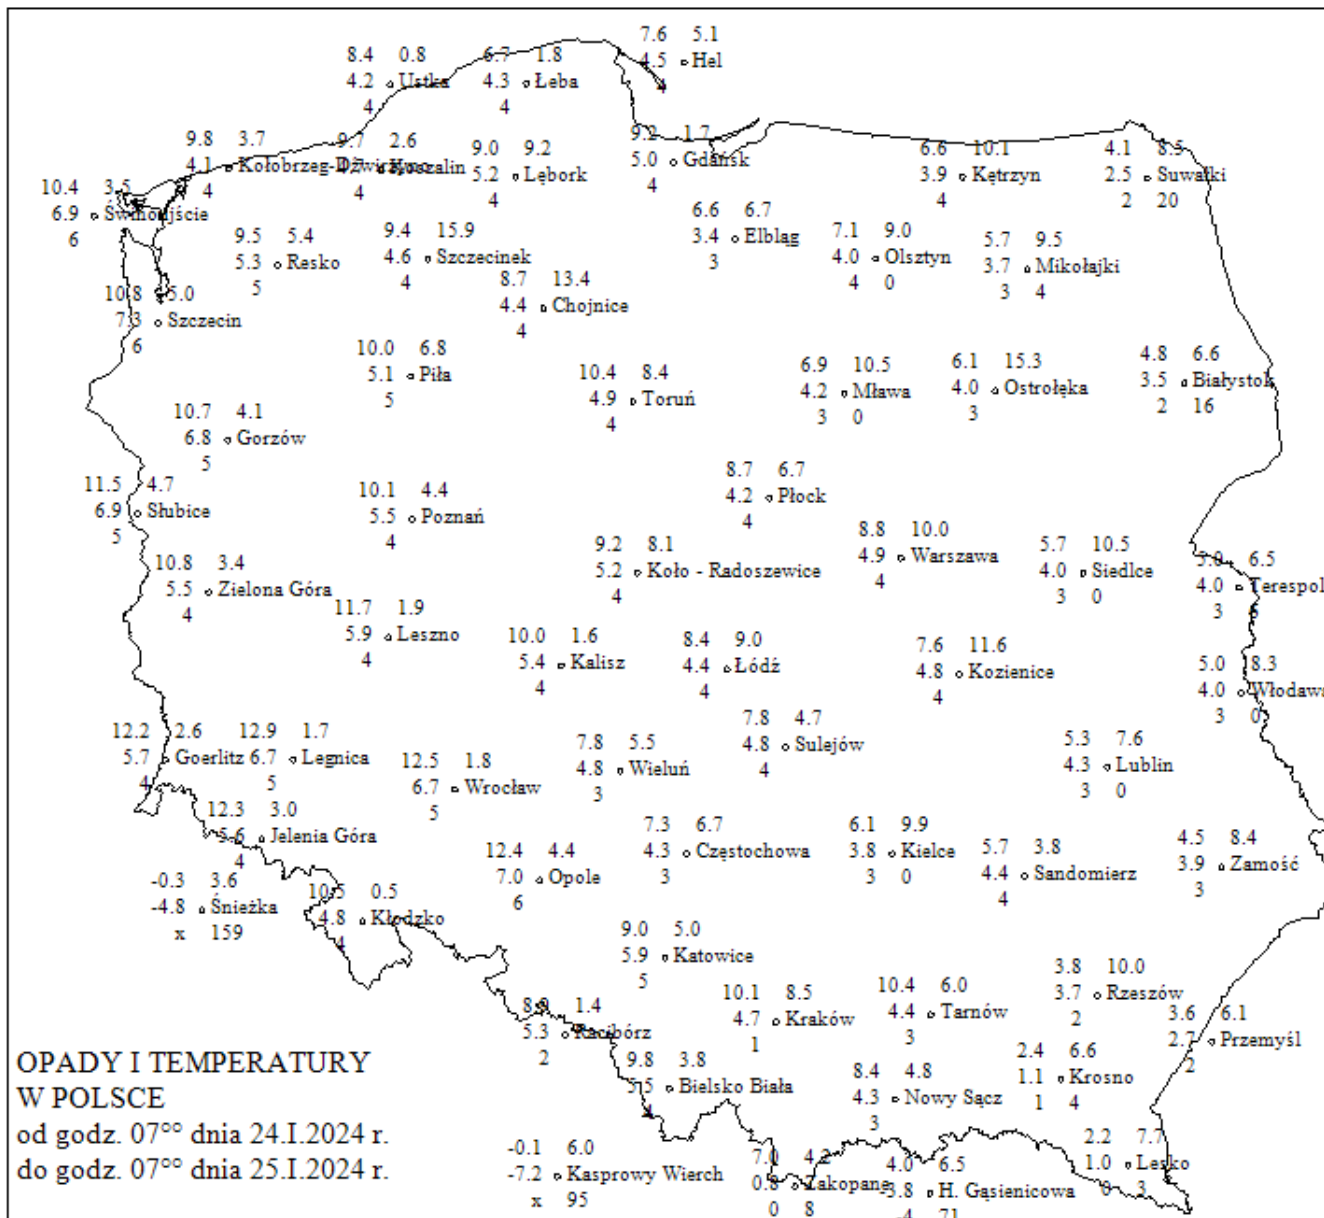 7.6 5.1
4.5 Hel
4
8.4 0.8
4.2 Ustka
4
6.7 1.8
4.3 Łeba
4
9.8 3.7
4.1 Kołobrzeg-Dźwirzyno
4
9.7 2.6
4.7 Koszalin
4
9.0 9.2
5.2 Lębork
4
9.2 1.7
5.0 Gdańsk
4
6.6 10.1
3.9 Kętrzyn
4
4.1 8.5
2.5 Suwałki
2 20
10.4 3.5
6.9 Świnoujście
6
9.5 5.4
5.3 Resko
5
9.4 15.9
4.6 Szczecinek
4
6.6 6.7
3.4 Elbląg
3
7.1 9.0
4.0 Olsztyn
4 0
5.7 9.5
3.7 Mikołajki
3 4
10.8 5.0
7.3 Szczecin
6
8.7 13.4
4.4 Chojnice
4
10.0 6.8
5.1 Piła
5
10.4 8.4
4.9 Toruń
4
6.9 10.5
4.2 Mława
3 0
6.1 15.3
4.0 Ostrołęka
3
4.8 6.6
3.5 Białystok
2 16
10.7 4.1
6.8 Gorzów
5
11.5 4.7
6.9 Słubice
5
10.1 4.4
5.5 Poznań
4
8.7 6.7
4.2 Płock
4
10.8 3.4
5.5 Zielona Góra
4
9.2 8.1
5.2 Koło - Radoszewice
4
8.8 10.0
4.9 Warszawa
4
5.7 10.5
4.0 Siedlce
3 0
5.0 6.5
4.0 Terespol
3
11.7 1.9
5.9 Leszno
4
10.0 1.6
5.4 Kalisz
4
8.4 9.0
4.4 Łódź
4
7.6 11.6
4.8 Kozienice
4
5.0 8.3
4.0 Włodawa
3 0
12.2 2.6
5.7 Goerlitz
4
12.9 1.7
6.7 Legnica
5
12.5 1.8
6.7 Wrocław
5
7.8 5.5
4.8 Wieluń
3
7.8 4.7
4.8 Sulejów
4
5.3 7.6
4.3 Lublin
3 0
12.3 3.0
5.6 Jelenia Góra
4
12.4 4.4
7.0 Opole
6
7.3 6.7
4.3 Częstochowa
3
6.1 9.9
3.8 Kielce
3 0
5.7 3.8
4.4 Sandomierz
4
4.5 8.4
3.9 Zamość
3
-0.3 3.6
-4.8 Śnieżka
x 159
10.5 0.5
4.8 Kłodzko
4
9.0 5.0
5.9 Katowice
5
1.4
5.3 Racibórz
2
10.1 8.5
4.7 Kraków
1
10.4 6.0
4.4 Tarnów
3
3.8 10.0
3.7 Rzeszów
2
3.6 6.1
2.7 Przemyśl
2
9.8 3.8
5.5 Bielsko Biała
4
8.4 4.8
4.3 Nowy Sącz
3
2.4 6.6
1.1 Krosno
1 4
-0.1 6.0
-7.2 Kasprowy Wierch
x 95
7.0 4.2
0.8 Zakopane
0 8
4.0 6.5
-3.8 H. Gąsienicowa
-4 71
2.2 7.7
1.0 Lesko
0 3
OPADY I TEMPERATURY
W POLSCE
od godz. 07°° dnia 24.I.2024 r.
do godz. 07°° dnia 25.I.2024 r.